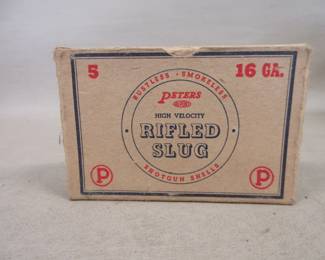 5
16 GA.
RUSTLESS · SMOKELESS
PETERS
HIGH VELOCITY
RIFLED
SLUG
SHOTGUN SHELLS
P
P